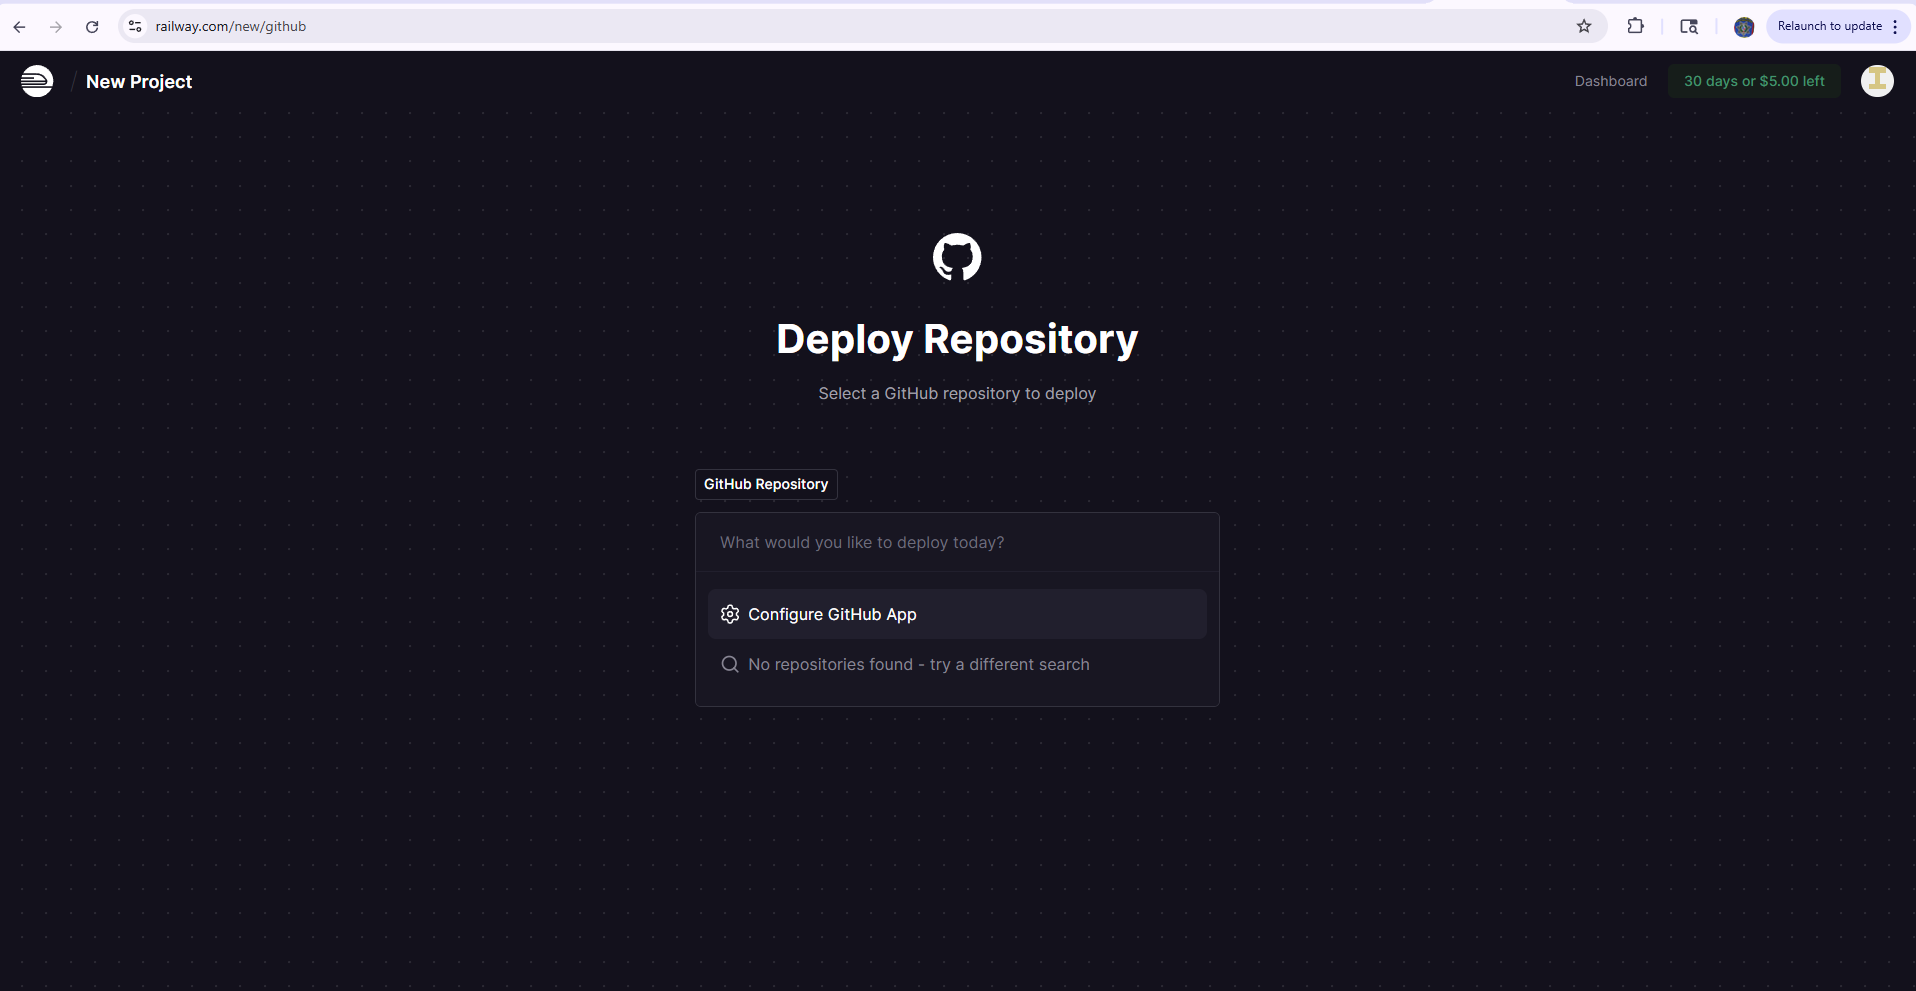 railway.com/new/github
Relaunch to update
/ New Project
Dashboard
30 days or $5.00 left
Deploy Repository
Select a GitHub repository to deploy
GitHub Repository
What would you like to deploy today?
Configure GitHub App
No repositories found - try a different search